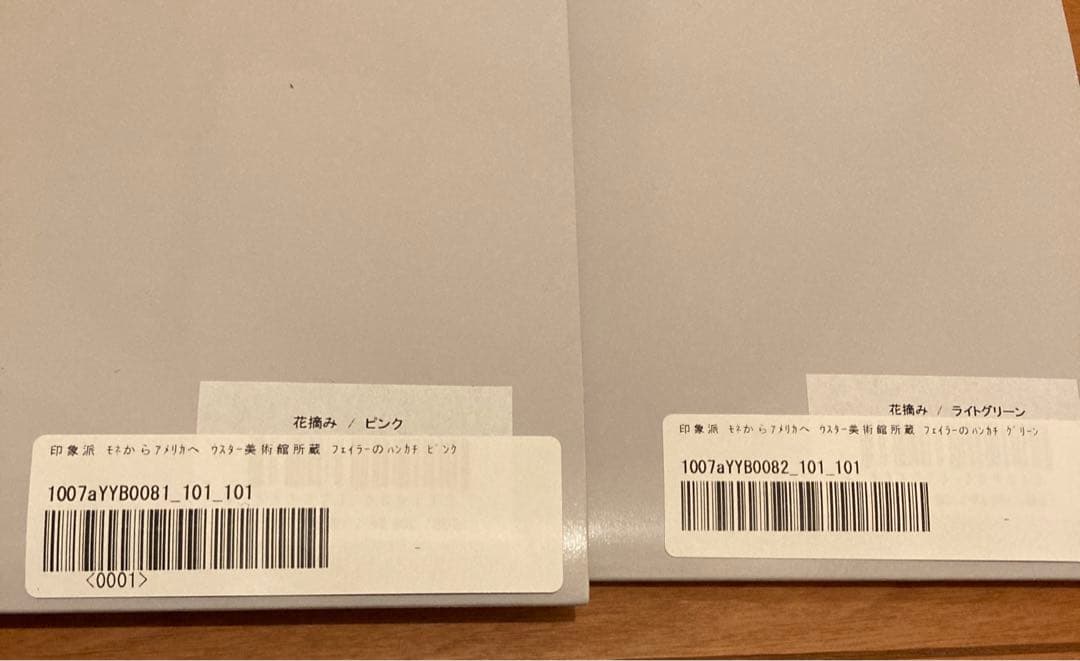 花摘み / ピンク
印象派 ﾓﾈからｱﾒﾘｶへ ｳｽﾀｰ美術館所蔵 ﾌｪｲﾗｰのﾊﾝｶﾁ ﾋﾟﾝｸ
1007aYYB0081_101_101
<0001>
花摘み / ライトグリーン
印象派 ﾓﾈからｱﾒﾘｶへ ｳｽﾀｰ美術館所蔵 ﾌｪｲﾗｰのﾊﾝｶﾁ ｸﾞﾘｰﾝ
1007aYYB0082_101_101